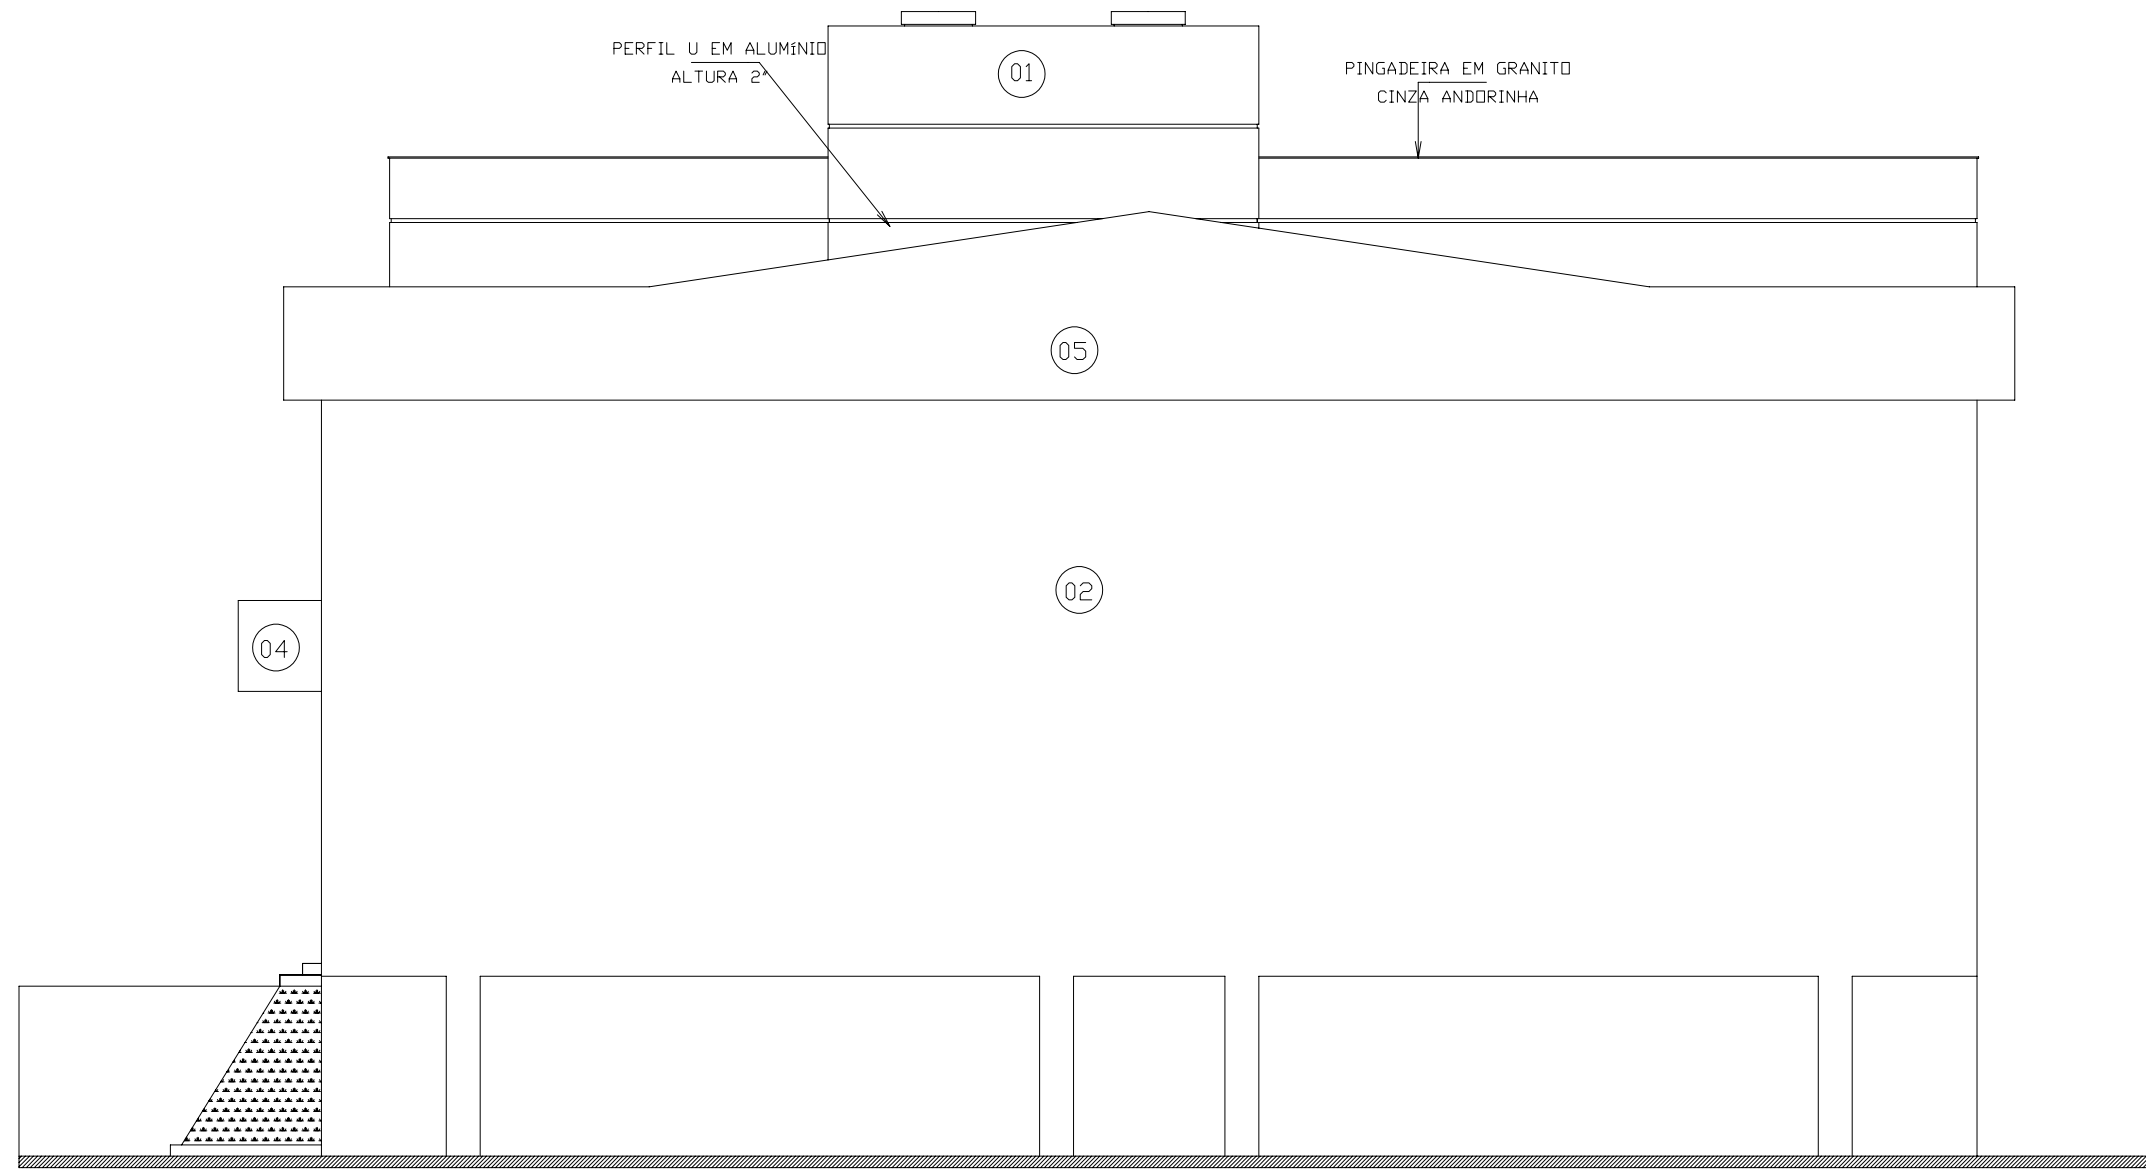 PERFIL U EM ALUMíNIO
ALTURA 2"
01
PINGADEIRA EM GRANITO
CINZA ANDORINHA
05
02
04